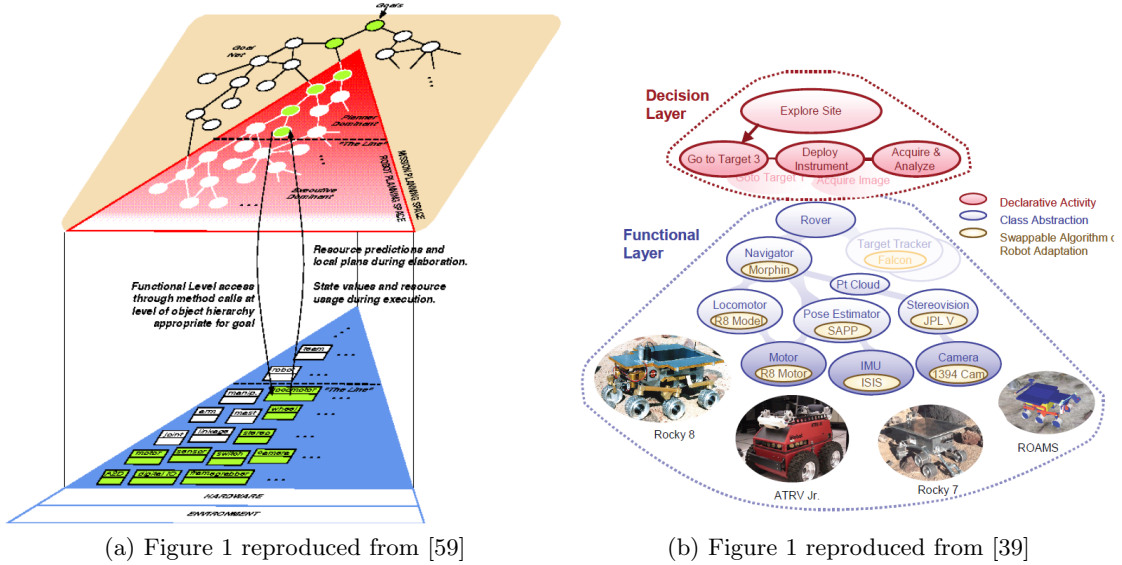 Goals
Goal
Net
...
...
Planner
Dominant
"The Line"
MISSION PLANNING SPACE
ROBOT PLANNING SPACE
...
Executive
Dominant
...
Resource predictions and
local plans during elaboration.
Functional Level access
through method calls at
level of object hierarchy
appropriate for goal
State values and resource
usage during execution.
team
...
robot
...
manip.
locomotor
"The Line"
arm
mast
wheel
...
joint
linkage
stereo
...
motor
sensor
switch
camera
...
A2D
digital IO
framegrabber
...
HARDWARE
ENVIRONMENT
(a) Figure 1 reproduced from [59]
Decision
Layer
Explore Site
Go to Target 3
Deploy
Instrument
Acquire &
Analyze
Goto Target 1
Acquire Image
Declarative Activity
Class Abstraction
Swappable Algorithm o
Robot Adaptation
Functional
Layer
Rover
Target Tracker
Falcon
Navigator
Morphin
Pt Cloud
Locomotor
R8 Model
Pose Estimator
SAPP
Stereovision
JPL V
Motor
R8 Motor
IMU
ISIS
Camera
1394 Cam
Rocky 8
ATRV Jr.
Rocky 7
ROAMS
(b) Figure 1 reproduced from [39]